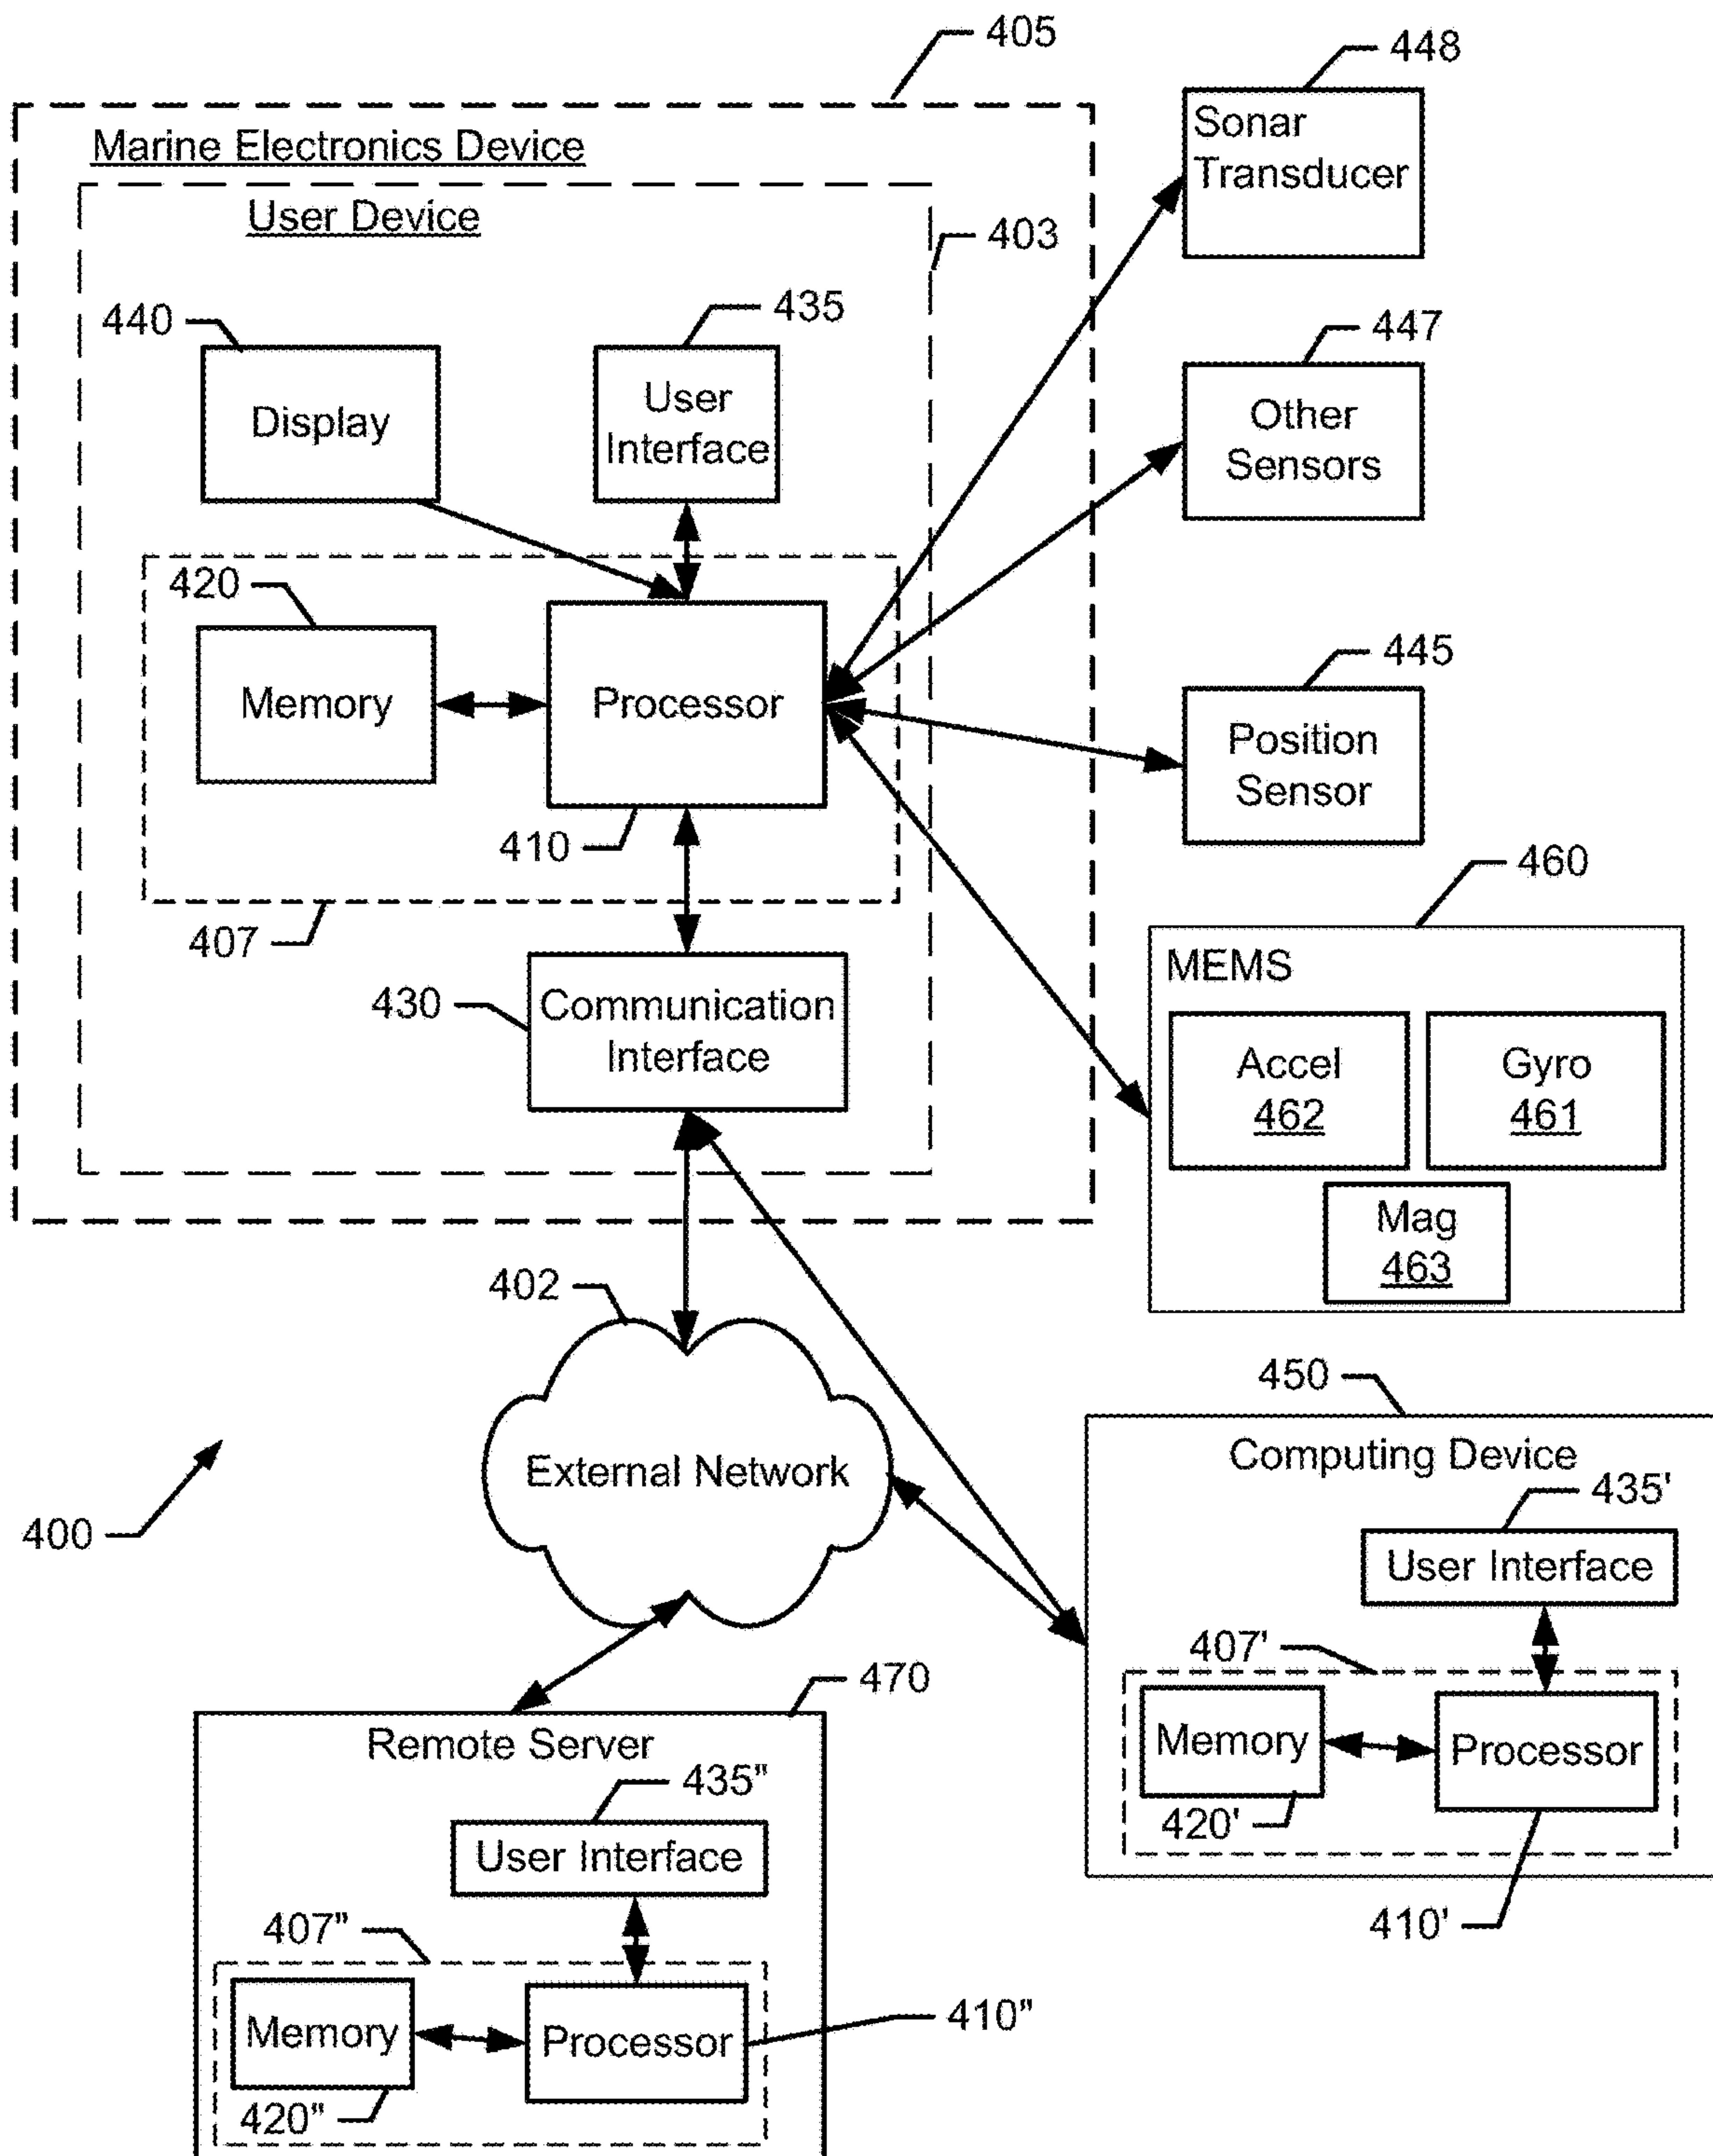 405
448
Marine Electronics Device
Sonar
Transducer
User Device
403
440
435
447
Display
User
Interface
Other
Sensors
420
445
Memory
Processor
Position
Sensor
410
460
407
MEMS
430
Communication
Interface
Accel
462
Gyro
461
Mag
463
402
450
External Network
Computing Device
435'
400
User Interface
407'
470
Remote Server
Memory
Processor
435"
420'
User Interface
410'
407"
Memory
Processor
410"
420"